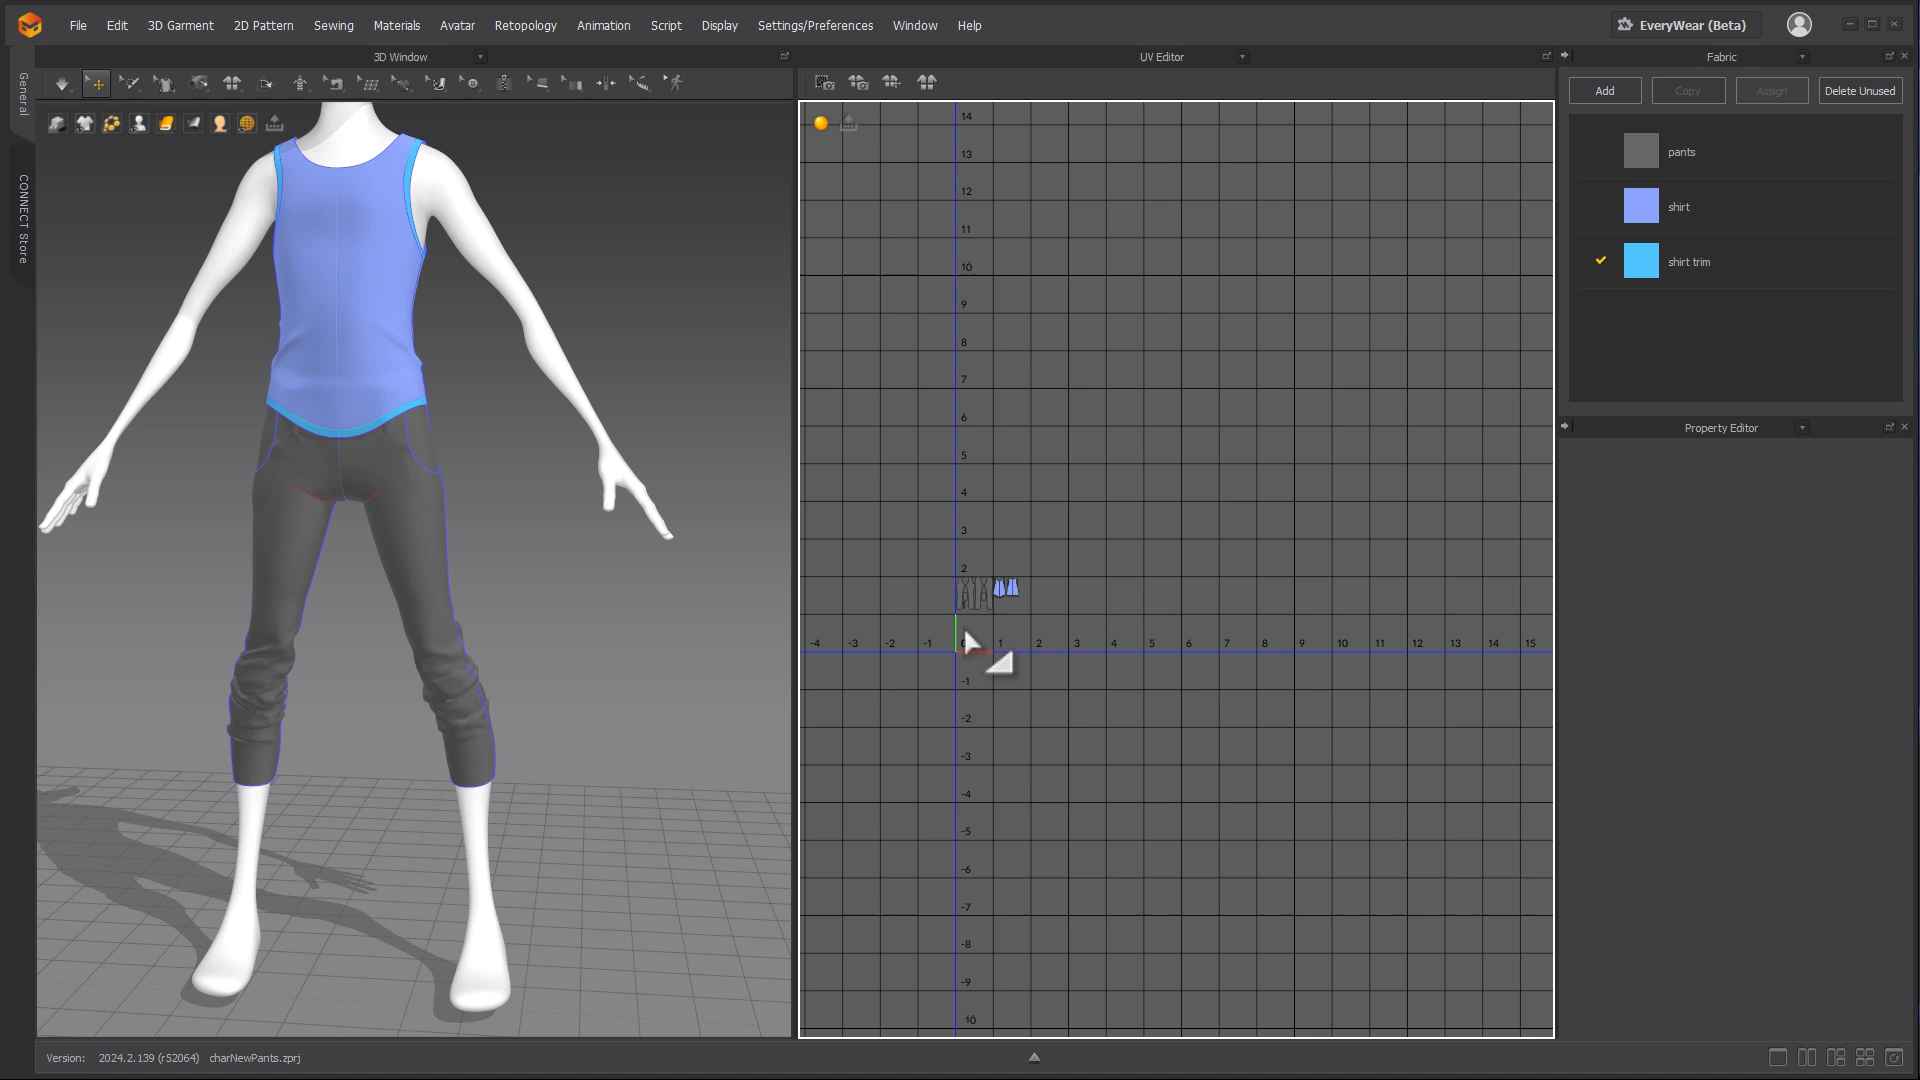 File Edit 3D Garment 2D Pattern Sewing Materials Avatar Retopology Animation Script Display Settings/Preferences Window Help EveryWear (Beta)
3D Window UV Editor Fabric
General
CONNECT Store
Add Copy Assign Delete Unused
pants
shirt
shirt trim
Property Editor
14
13
12
11
10
9
8
7
6
5
4
3
2
-4 -3 -2 -1 1 2 3 4 5 6 7 8 9 10 11 12 13 14 15
-1
-2
-3
-4
-5
-6
-7
-8
-9
10
Version: 2024.2.139 (r52064) charNewPants.zprj